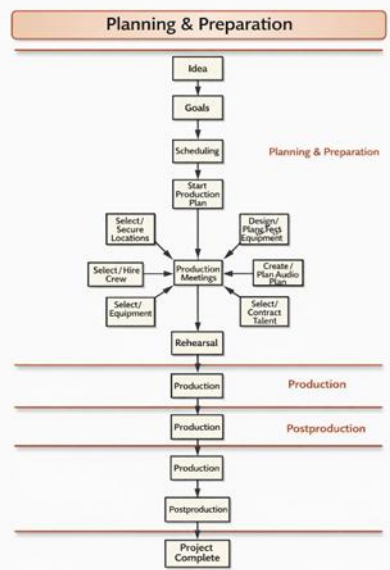 Planning & Preparation
Idea
Goals
Scheduling
Planning & Preparation
Start
Production
Plan
Select/
Secure
Locations
Design/
Equipment
Select/Hire
Crew
Production
Meetings
Create/
Plan Audio
Plan
Select/
Equipment
Select/
Contract
Talent
Rehearsal
Production
Production
Production
Postproduction
Production
Postproduction
Project
Complete